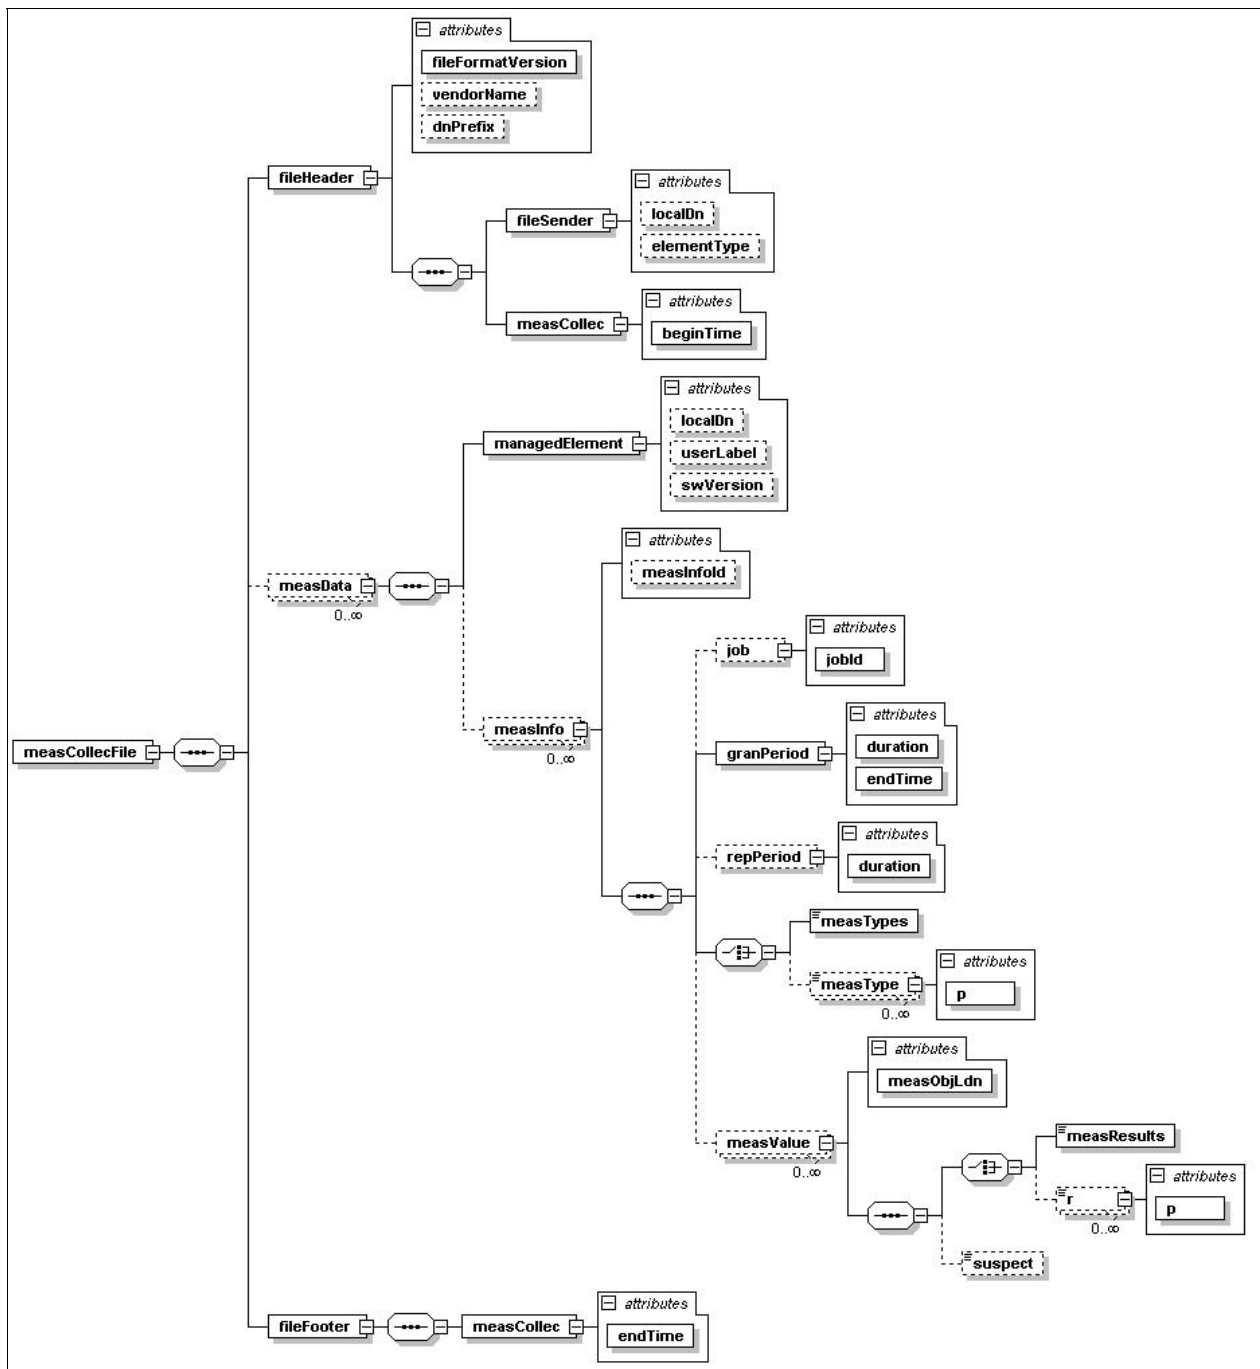 attributes
fileFormatVersion
vendorName
dnPrefix
fileHeader
attributes
localDn
elementType
fileSender
attributes
beginTime
measCollec
attributes
localDn
userLabel
swVersion
managedElement
attributes
measInfoId
measData
0..∞
attributes
jobId
job
measInfo
0..∞
attributes
duration
endTime
granPeriod
measCollecFile
attributes
duration
repPeriod
measTypes
attributes
p
measType
0..∞
attributes
measObjLdn
measValue
0..∞
measResults
attributes
p
r
0..∞
suspect
attributes
endTime
fileFooter
measCollec